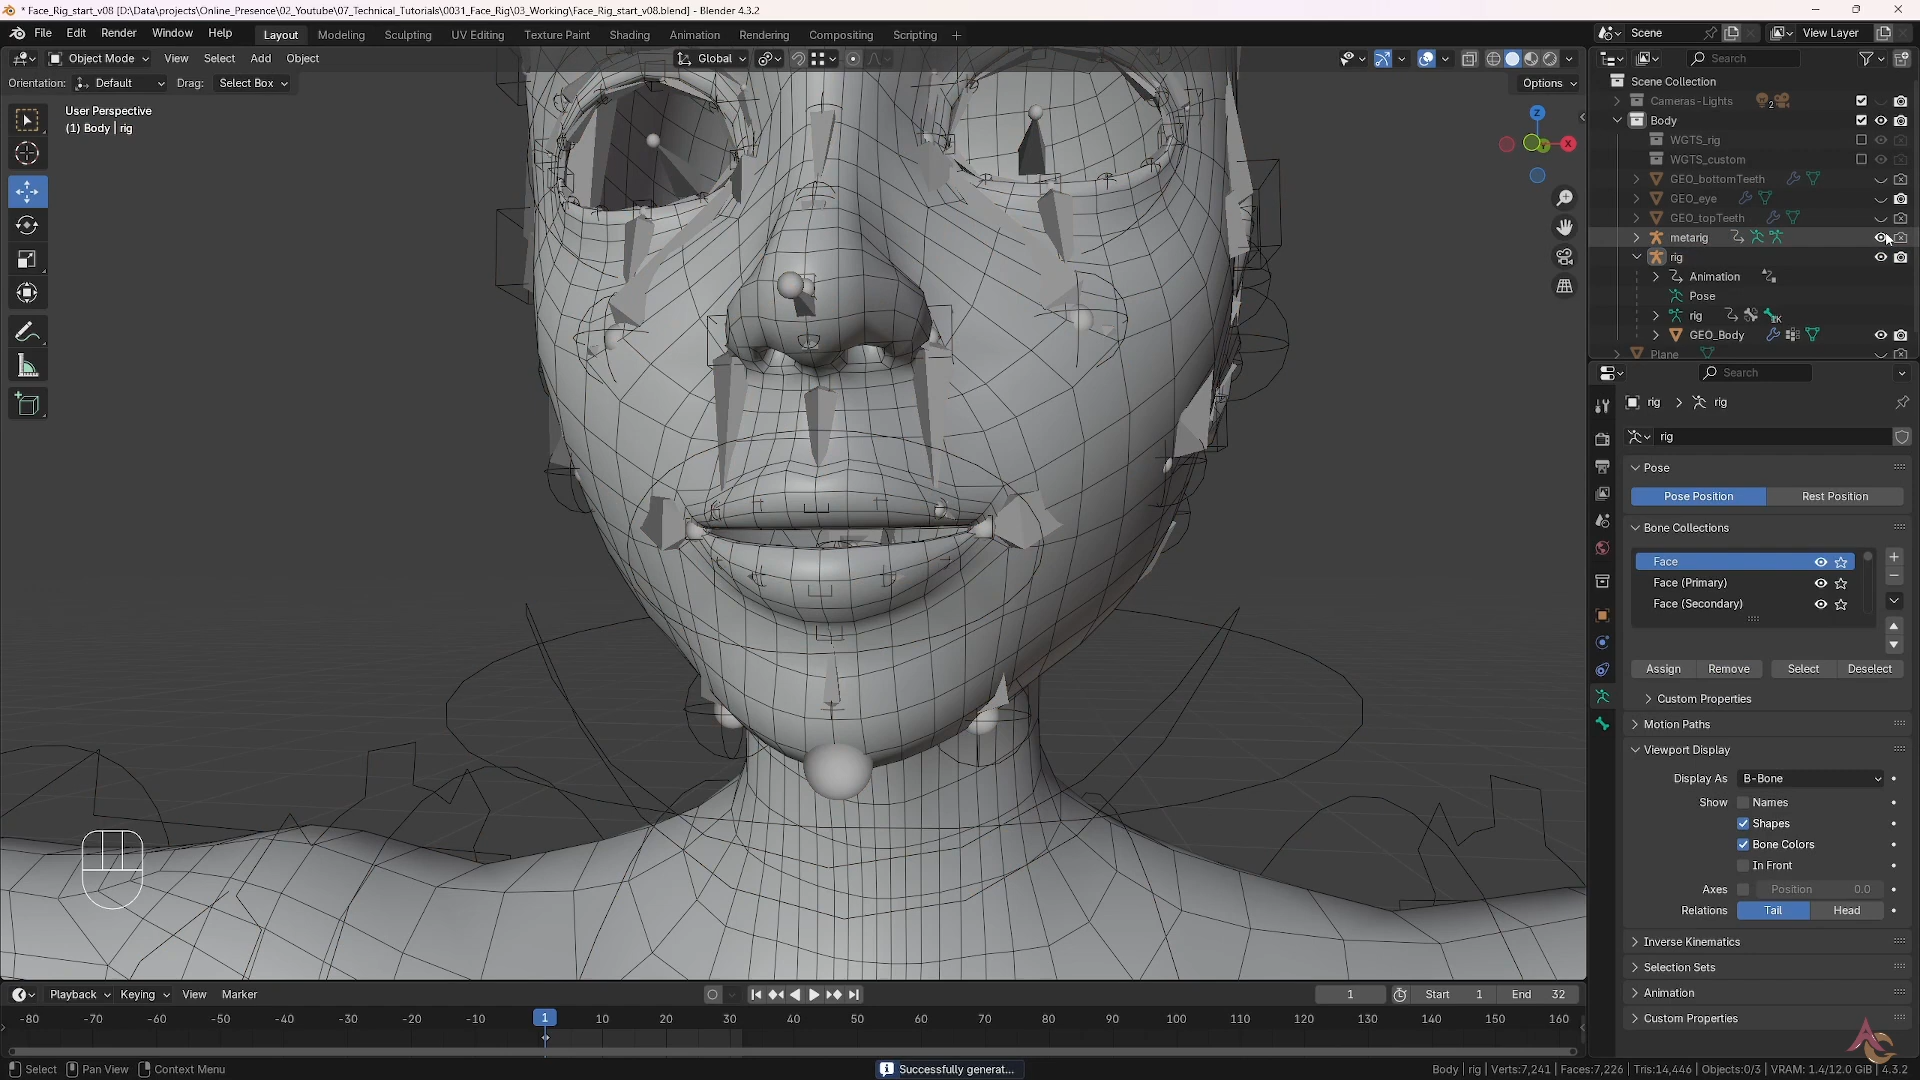 * Face_Rig_start_v08 [D:\Data\projects\Online_Presence\02_Youtube\07_Technical_Tutorials\0031_Face_Rig\03_Working\Face_Rig_start_v08.blend] - Blender 4.3.2
File Edit Render Window Help Layout Modeling Sculpting UV Editing Texture Paint Shading Animation Rendering Compositing Scripting + Scene View Layer
Object Mode View Select Add Object Global Search
Orientation: Default Drag: Select Box Options
User Perspective
(1) Body | rig
Z
X
Y
Scene Collection
Cameras-Lights 2
Body
WGTS_rig
WGTS_custom
GEO_bottomTeeth
GEO_eye
GEO_topTeeth
metarig
rig
Animation
Pose
rig 1K
GEO_Body
Plane
Search
rig > rig
rig
Pose
Pose Position Rest Position
Bone Collections
Face
Face (Primary)
Face (Secondary)
Assign Remove Select Deselect
Custom Properties
Motion Paths
Viewport Display
Display As B-Bone
Show Names
Shapes
Bone Colors
In Front
Axes Position 0.0
Relations Tail Head
Inverse Kinematics
Selection Sets
Animation
Custom Properties
Playback Keying View Marker 1 Start 1 End 32
-80 -70 -60 -50 -40 -30 -20 -10 1 10 20 30 40 50 60 70 80 90 100 110 120 130 140 150 160
Select Pan View Context Menu Successfully generat... Body | rig | Verts:7,241 | Faces:7,226 | Tris:14,446 | Objects:0/3 | VRAM: 1.4/12.0 GiB | 4.3.2